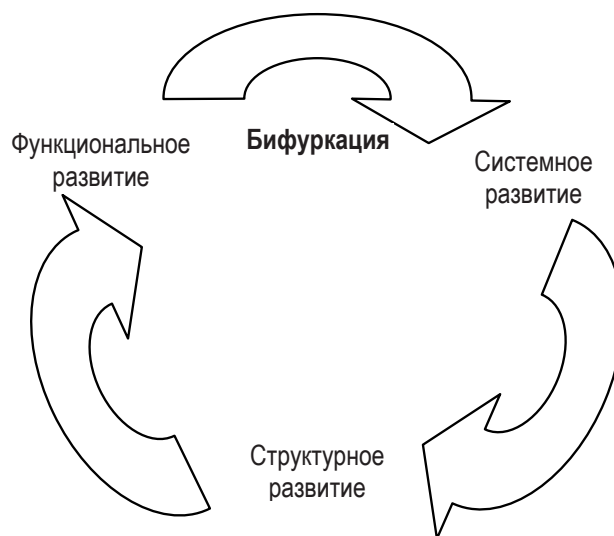 Бифуркация
Функциональное
развитие
Системное
развитие
Структурное
развитие